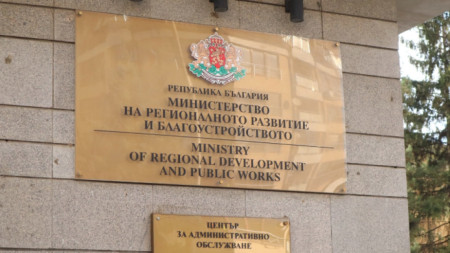 РЕПУБЛИКА БЪЛГАРИЯ
МИНИСТЕРСТВО
НА РЕГИОНАЛНОТО РАЗВИТИЕ
И БЛАГОУСТРОЙСТВОТО
MINISTRY
OF REGIONAL DEVELOPMENT
AND PUBLIC WORKS
ЦЕНТЪР
ЗА АДМИНИСТРАТИВНО
ОБСЛУЖВАНЕ